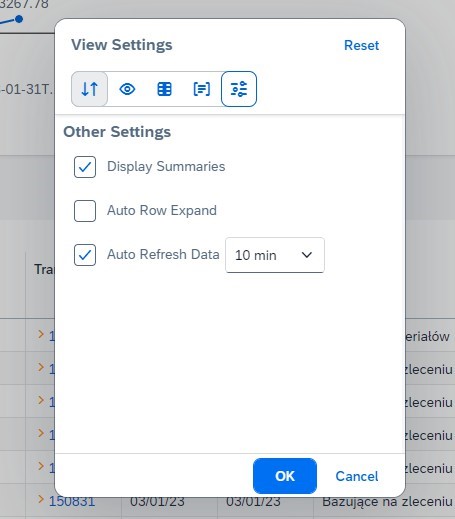 3267.78
View Settings
Reset
-01-31T.
Other Settings
Display Summaries
Auto Row Expand
Auto Refresh Data
10 min
Tra
1
eriałów
1
zleceniu
1
zleceniu
1
zleceniu
1
zleceniu
OK
Cancel
150831
03/01/23
03/01/23
Bazujące na zleceniu